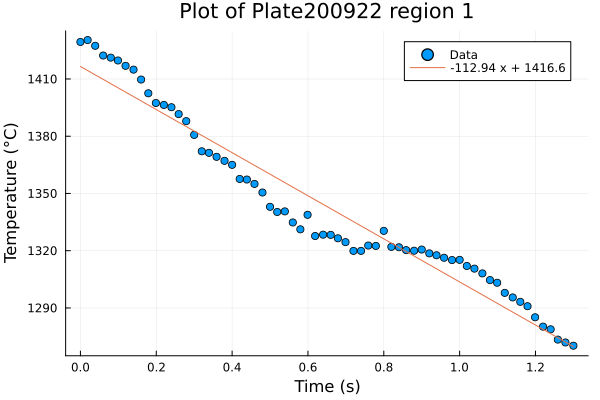 Plot of Plate200922 region 1
Temperature (°C)
1410
1380
1350
1320
1290
Data
-112.94 x + 1416.6
0.0 0.2 0.4 0.6 0.8 1.0 1.2
Time (s)